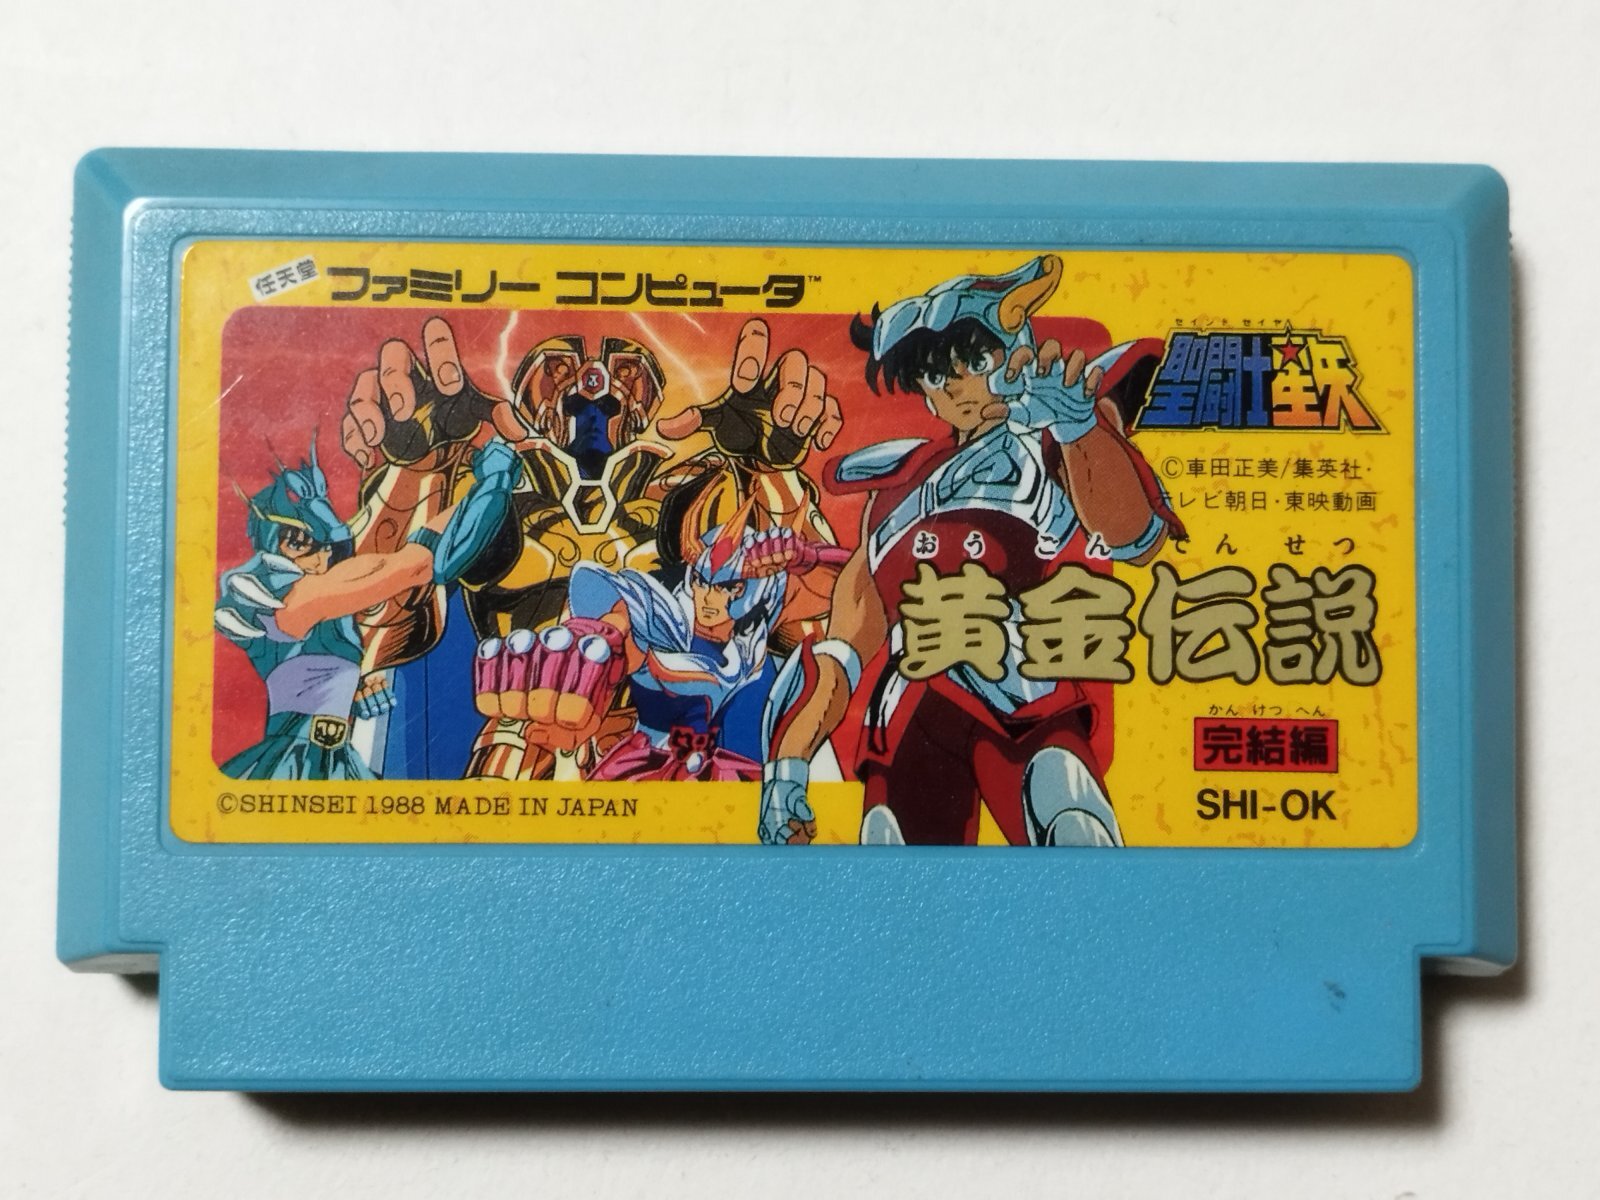 任天堂 ファミリー コンピュータ™
セイント セイヤ
聖闘士星矢
©車田正美/集英社・
テレビ朝日・東映動画
おう ごん でん せつ
黄金伝説
かん けつ へん
完結編
SHI-OK
©SHINSEI 1988 MADE IN JAPAN